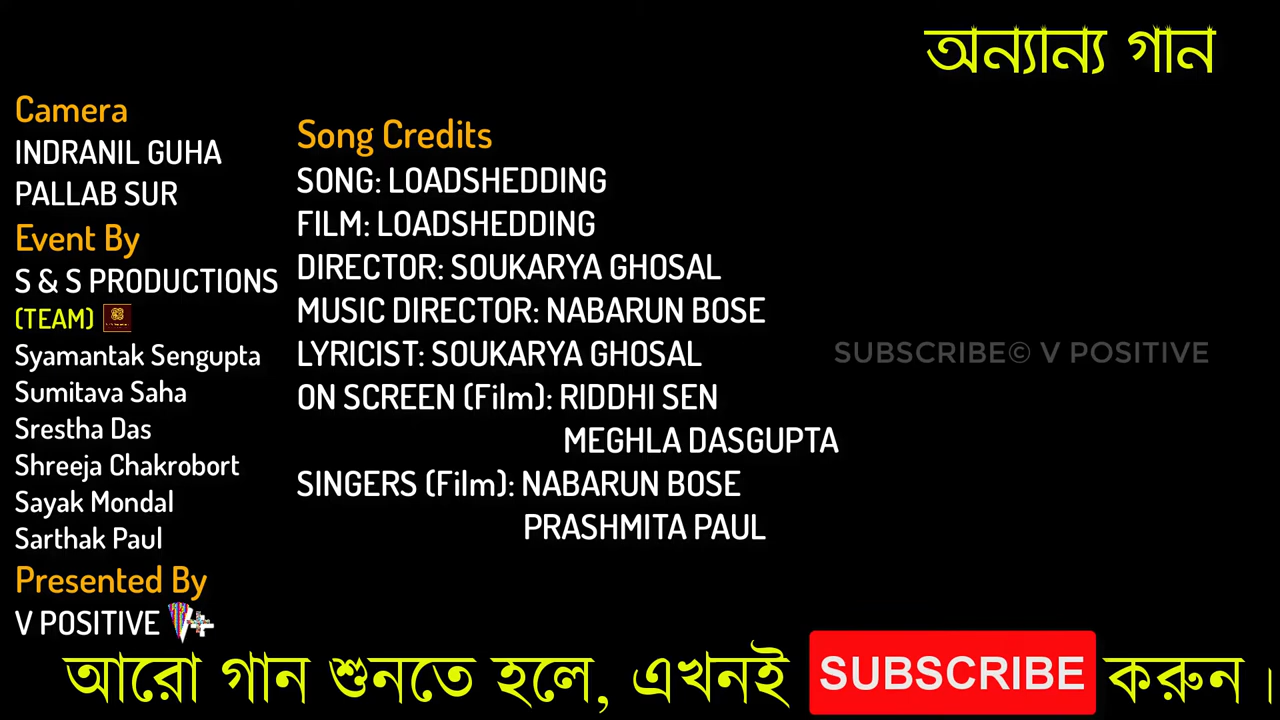 অন্যান্য গান
Camera
INDRANIL GUHA
PALLAB SUR
Event By
S & S PRODUCTIONS
(TEAM)
Syamantak Sengupta
Sumitava Saha
Srestha Das
Shreeja Chakrobort
Sayak Mondal
Sarthak Paul
Presented By
V POSITIVE
Song Credits
SONG: LOADSHEDDING
FILM: LOADSHEDDING
DIRECTOR: SOUKARYA GHOSAL
MUSIC DIRECTOR: NABARUN BOSE
LYRICIST: SOUKARYA GHOSAL
ON SCREEN (Film): RIDDHI SEN
MEGHLA DASGUPTA
SINGERS (Film): NABARUN BOSE
PRASHMITA PAUL
SUBSCRIBE© V POSITIVE
আরো গান শুনতে হলে, এখনই SUBSCRIBE করুন।